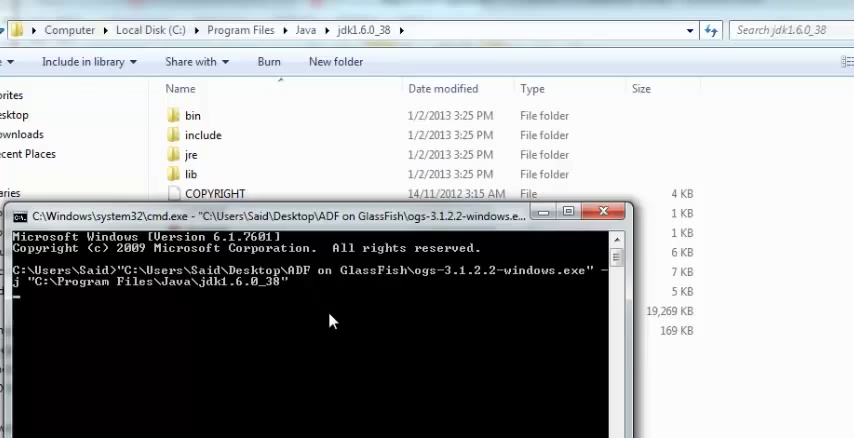 Computer Local Disk (C:) Program Files Java jdk1.6.0_38 Search jdk1.6.0_38
Include in library Share with Burn New folder
Name Date modified Type Size
bin 1/2/2013 3:25 PM File folder
esktop include 1/2/2013 3:25 PM File folder
ownloads jre 1/2/2013 3:25 PM File folder
ecent Places lib 1/2/2013 3:25 PM File folder
COPYRIGHT 14/11/2012 3:15 AM File 4 KB
1 KB
1 KB
6 KB
7 KB
5 KB
19,269 KB
169 KB
C:\Windows\system32\cmd.exe - "C:\Users\Said\Desktop\ADF on GlassFish\ogs-3.1.2.2-windows.e...
Microsoft Windows [Version 6.1.7601]
Copyright (c) 2009 Microsoft Corporation. All rights reserved.
C:\Users\Said>"C:\Users\Said\Desktop\ADF on GlassFish\ogs-3.1.2.2-windows.exe" -
j "C:\Program Files\Java\jdk1.6.0_38"